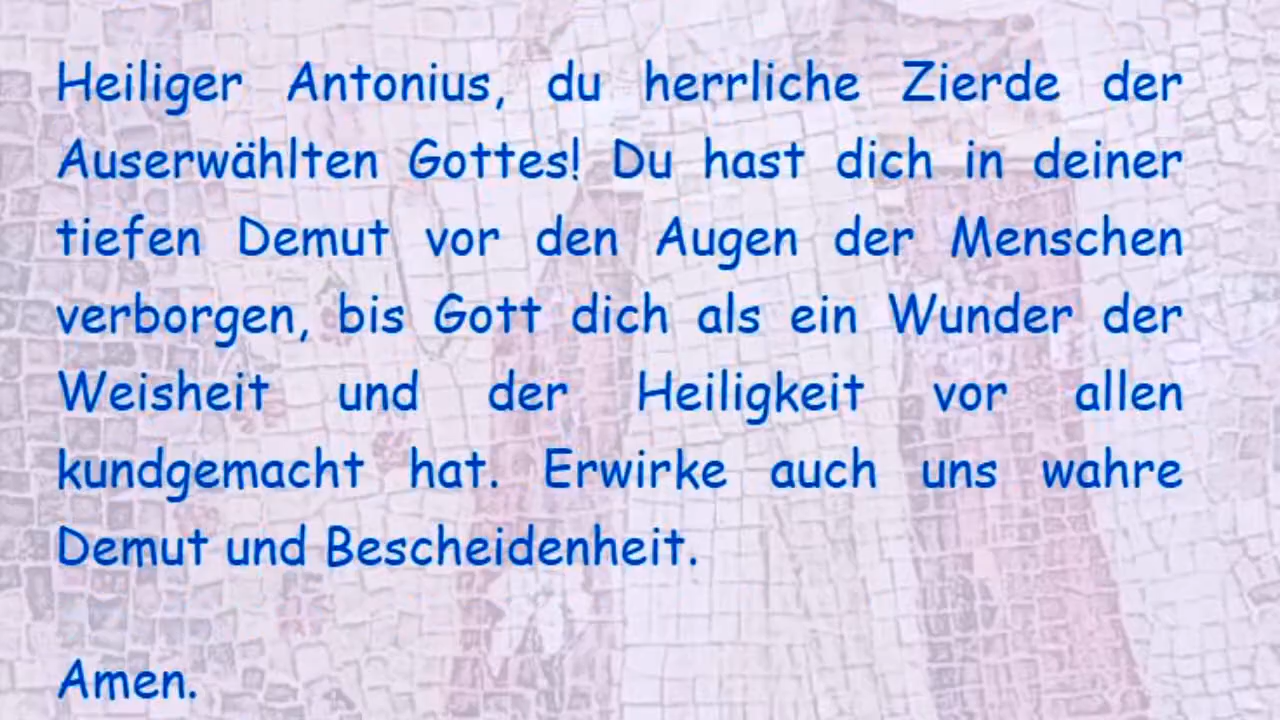 Heiliger Antonius, du herrliche Zierde der
Auserwählten Gottes! Du hast dich in deiner
tiefen Demut vor den Augen der Menschen
verborgen, bis Gott dich als ein Wunder der
Weisheit und der Heiligkeit vor allen
kundgemacht hat. Erwirke auch uns wahre
Demut und Bescheidenheit.
Amen.